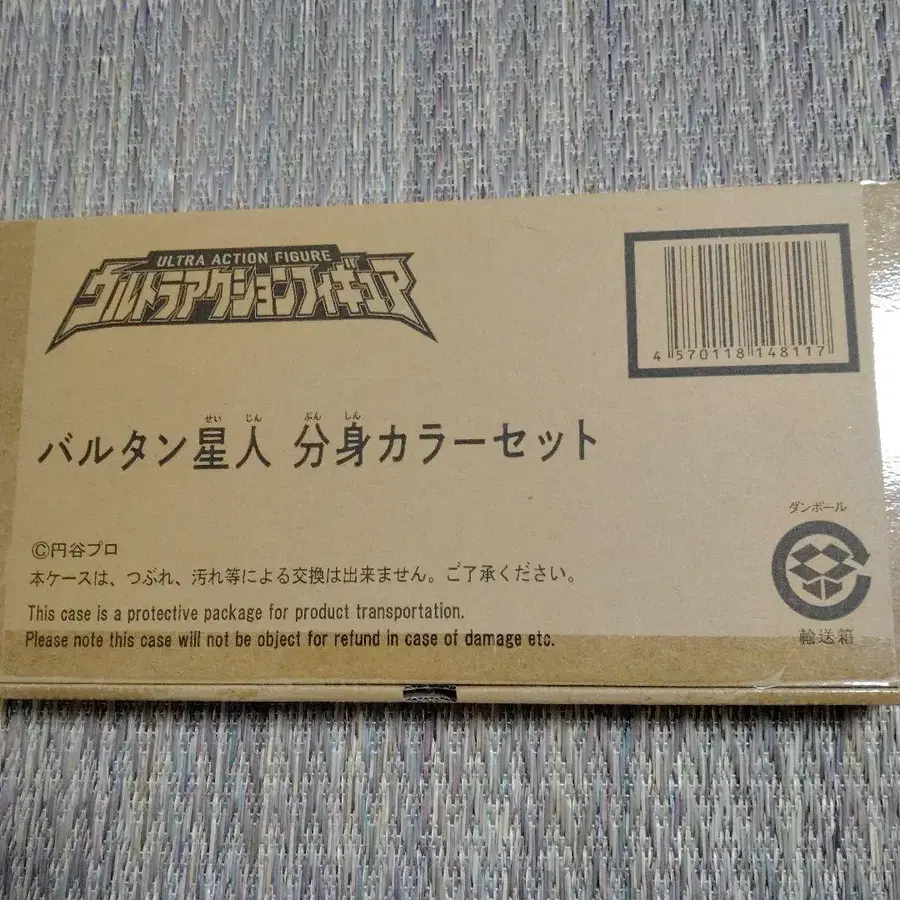 ULTRA ACTION FIGURE
ウルトラアクションフィギュア
4 570118 148117
せいじん ぶんしん
バルタン星人 分身カラーセット
ダンボール
©円谷プロ
本ケースは、つぶれ、汚れ等による交換は出来ません。ご了承ください。
This case is a protective package for product transportation.
Please note this case will not be object for refund in case of damage etc.
輸送箱